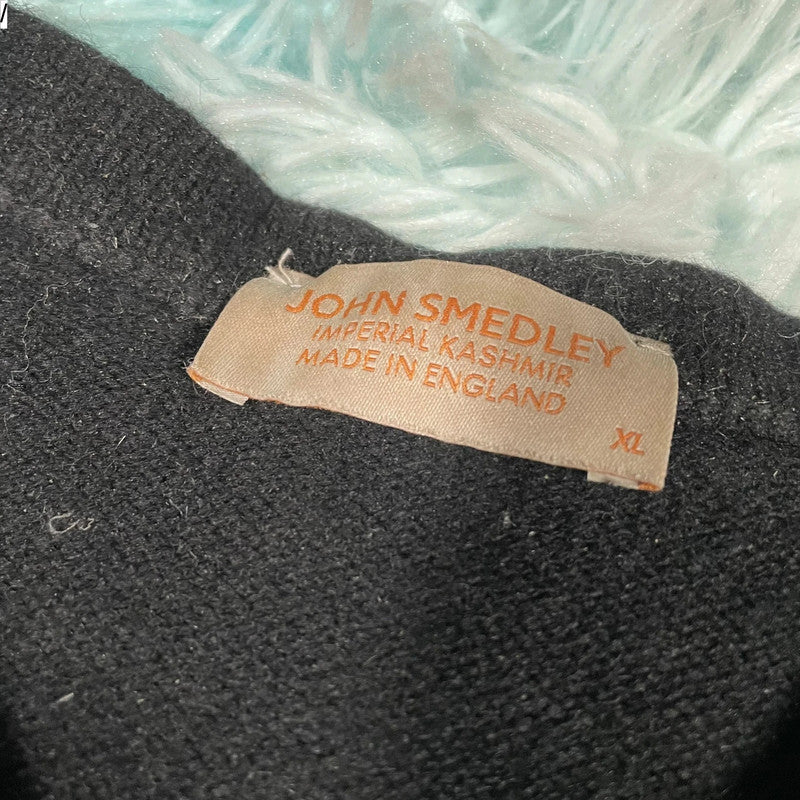 JOHN SMEDLEY
IMPERIAL KASHMIR
MADE IN ENGLAND
XL